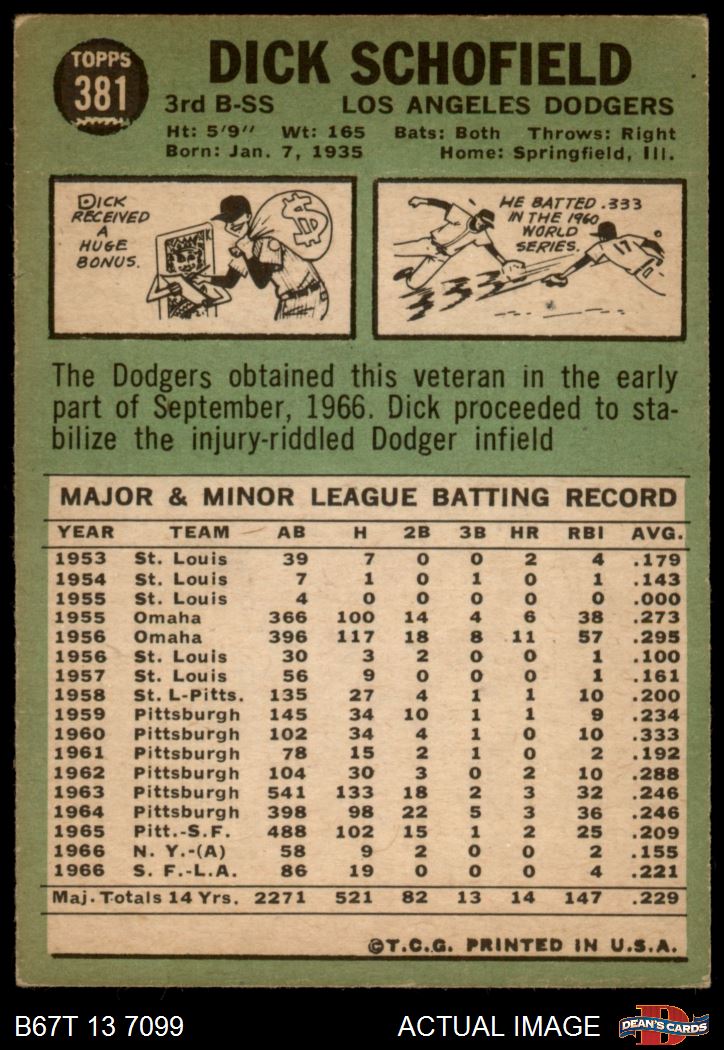 TOPPS
381
DICK SCHOFIELD
3rd B-SS LOS ANGELES DODGERS
Ht: 5'9" Wt: 165 Bats: Both Throws: Right
Born: Jan. 7, 1935 Home: Springfield, Ill.
DICK
RECEIVED
A
HUGE
BONUS.
$
HE BATTED .333
IN THE 1960
WORLD
SERIES.
17
The Dodgers obtained this veteran in the early
part of September, 1966. Dick proceeded to sta-
bilize the injury-riddled Dodger infield
MAJOR & MINOR LEAGUE BATTING RECORD
YEAR TEAM AB H 2B 3B HR RBI AVG.
1953 St. Louis 39 7 0 0 2 4 .179
1954 St. Louis 7 1 0 1 0 1 .143
1955 St. Louis 4 0 0 0 0 0 .000
1955 Omaha 366 100 14 4 6 38 .273
1956 Omaha 396 117 18 8 11 57 .295
1956 St. Louis 30 3 2 0 0 1 .100
1957 St. Louis 56 9 0 0 0 1 .161
1958 St. L-Pitts. 135 27 4 1 1 10 .200
1959 Pittsburgh 145 34 10 1 1 9 .234
1960 Pittsburgh 102 34 4 1 0 10 .333
1961 Pittsburgh 78 15 2 1 0 2 .192
1962 Pittsburgh 104 30 3 0 2 10 .288
1963 Pittsburgh 541 133 18 2 3 32 .246
1964 Pittsburgh 398 98 22 5 3 36 .246
1965 Pitt.-S.F. 488 102 15 1 2 25 .209
1966 N. Y.-(A) 58 9 2 0 0 2 .155
1966 S. F.-L.A. 86 19 0 0 0 4 .221
Maj. Totals 14 Yrs. 2271 521 82 13 14 147 .229
©T.C.G. PRINTED IN U.S.A.
B67T 13 7099 ACTUAL IMAGE
DEAN'S CARDS